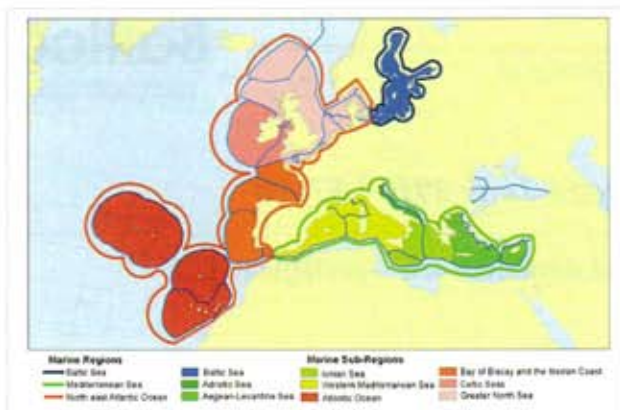 Marine Regions
Baltic Sea
Mediterranean Sea
North east Atlantic Ocean
Baltic Sea
Adriatic Sea
Aegean-Levantine Sea
Marine Sub-Regions
Ionian Sea
Western Mediterranean Sea
Atlantic Ocean
Bay of Biscay and the Iberian Coast
Celtic Seas
Greater North Sea